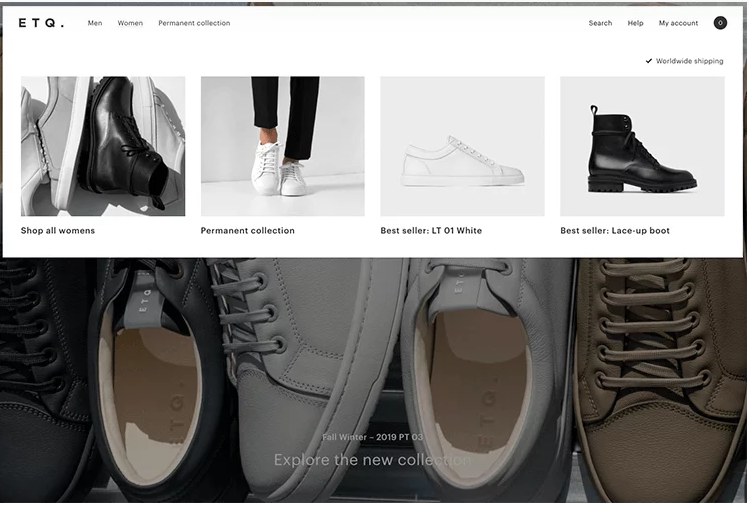 ETQ.
Men Women Permanent collection
Search Help My account 0
Worldwide shipping
Shop all womens
Permanent collection
Best seller: LT 01 White
Best seller: Lace-up boot
ETQ.
ETQ.
ETQ.
Fall Winter – 2019 PT 03
Explore the new collection